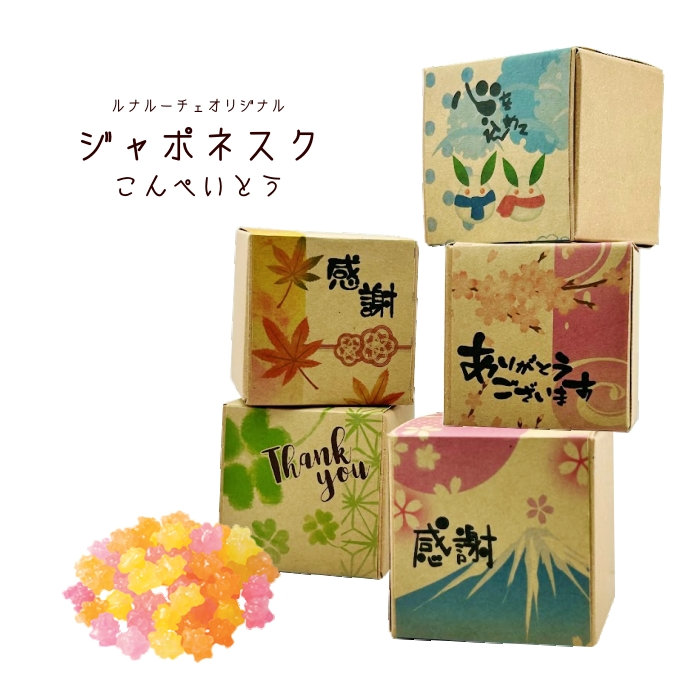 ルナルーチェオリジナル
ジャポネスク
こんぺいとう
心を
込めて
感
謝
ありがとう
ございます
Thank
you
感謝